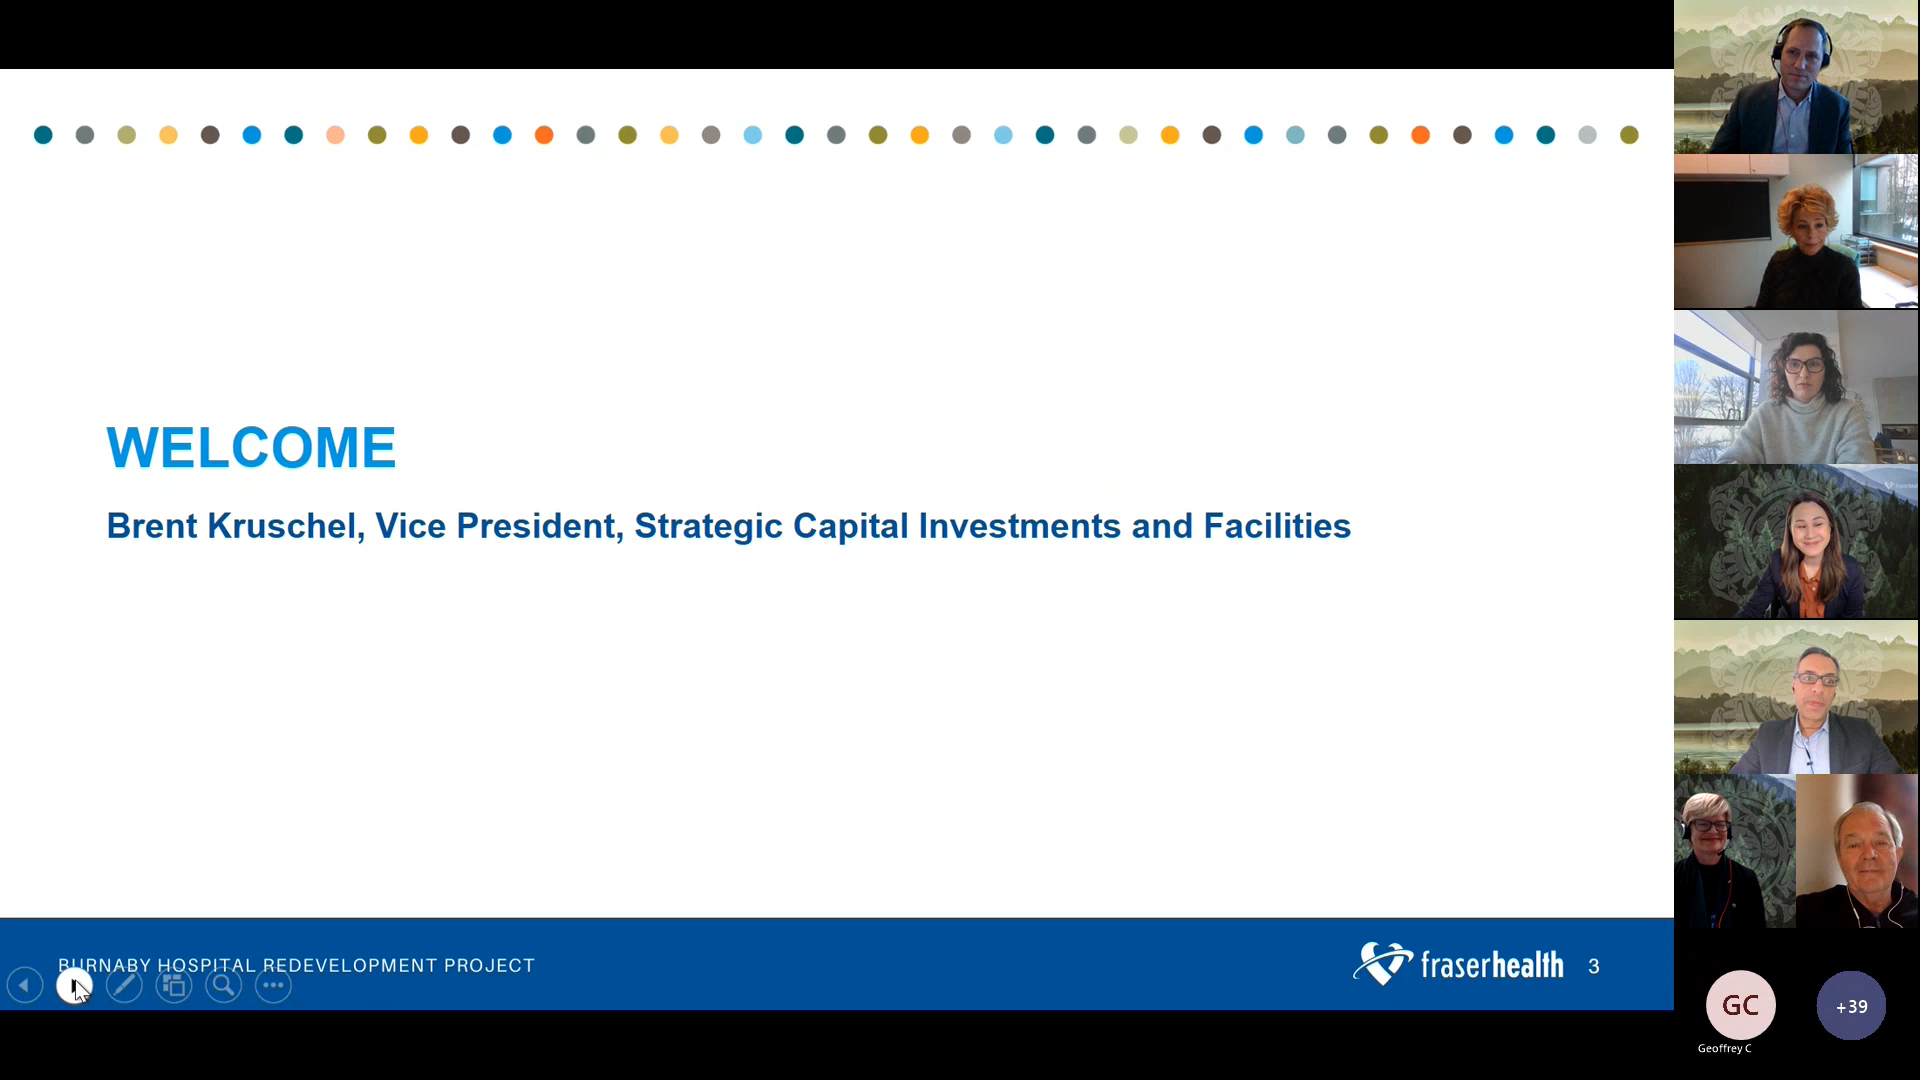 WELCOME
Brent Kruschel, Vice President, Strategic Capital Investments and Facilities
BURNABY HOSPITAL REDEVELOPMENT PROJECT
fraserhealth
3
GC
+39
Geoffrey C